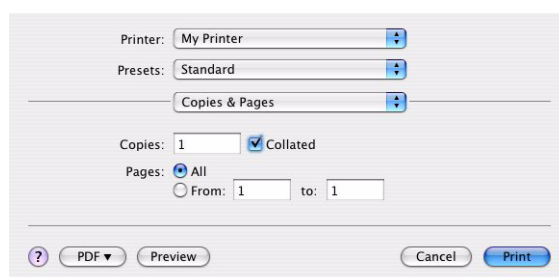 Printer: My Printer
Presets: Standard
Copies & Pages
Copies: 1 Collated
Pages: All
From: 1 to: 1
? PDF ▼ Preview Cancel Print